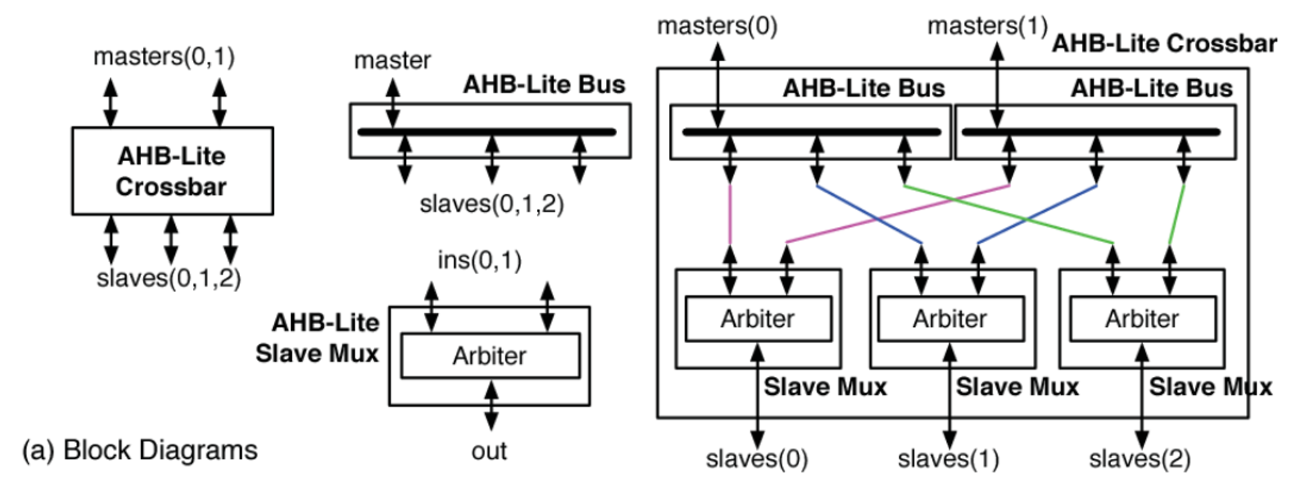 masters(0,1)
AHB-Lite
Crossbar
slaves(0,1,2)
master
AHB-Lite Bus
slaves(0,1,2)
ins(0,1)
AHB-Lite
Slave Mux
Arbiter
out
masters(0)
masters(1)
AHB-Lite Crossbar
AHB-Lite Bus
AHB-Lite Bus
Arbiter
Arbiter
Arbiter
Slave Mux
Slave Mux
Slave Mux
slaves(0)
slaves(1)
slaves(2)
(a) Block Diagrams